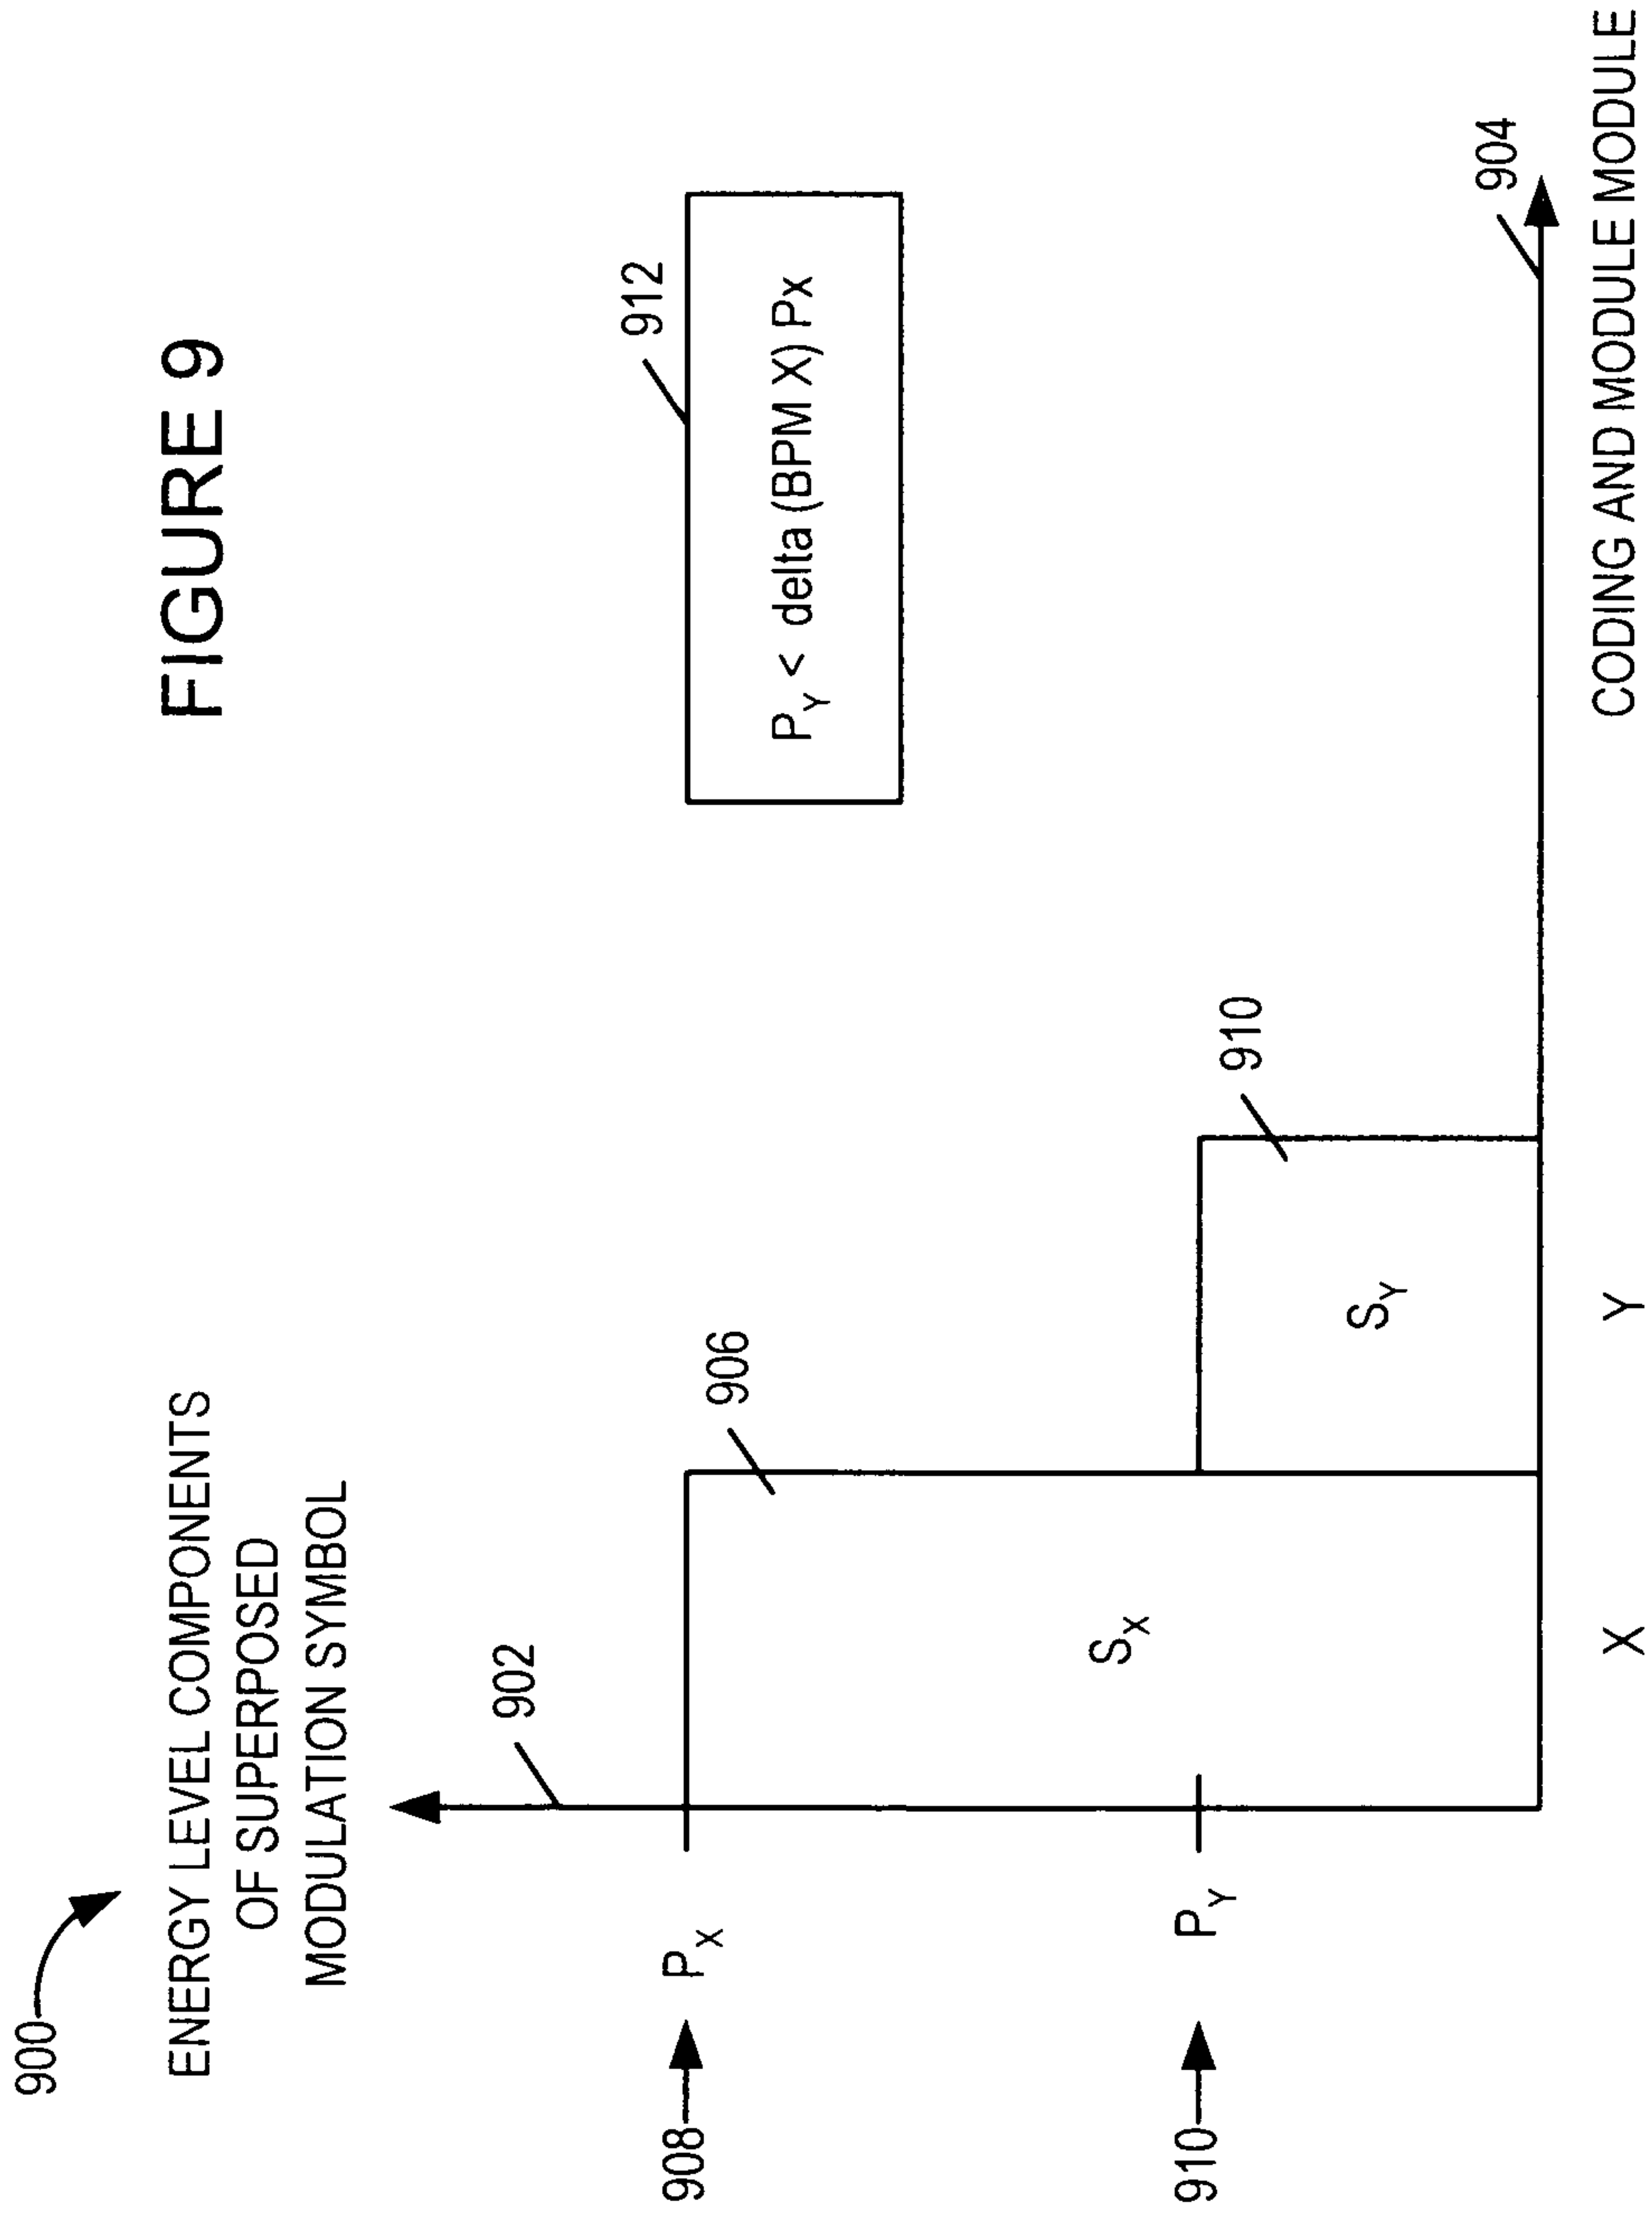 900
FIGURE 9
ENERGY LEVEL COMPONENTS
OF SUPERPOSED
MODULATION SYMBOL
902
908
P_X
906
912
P_Y < delta (BPM X) Px
S_X
910
P_Y
910
S_Y
904
X
Y
CODING AND MODULE MODULE